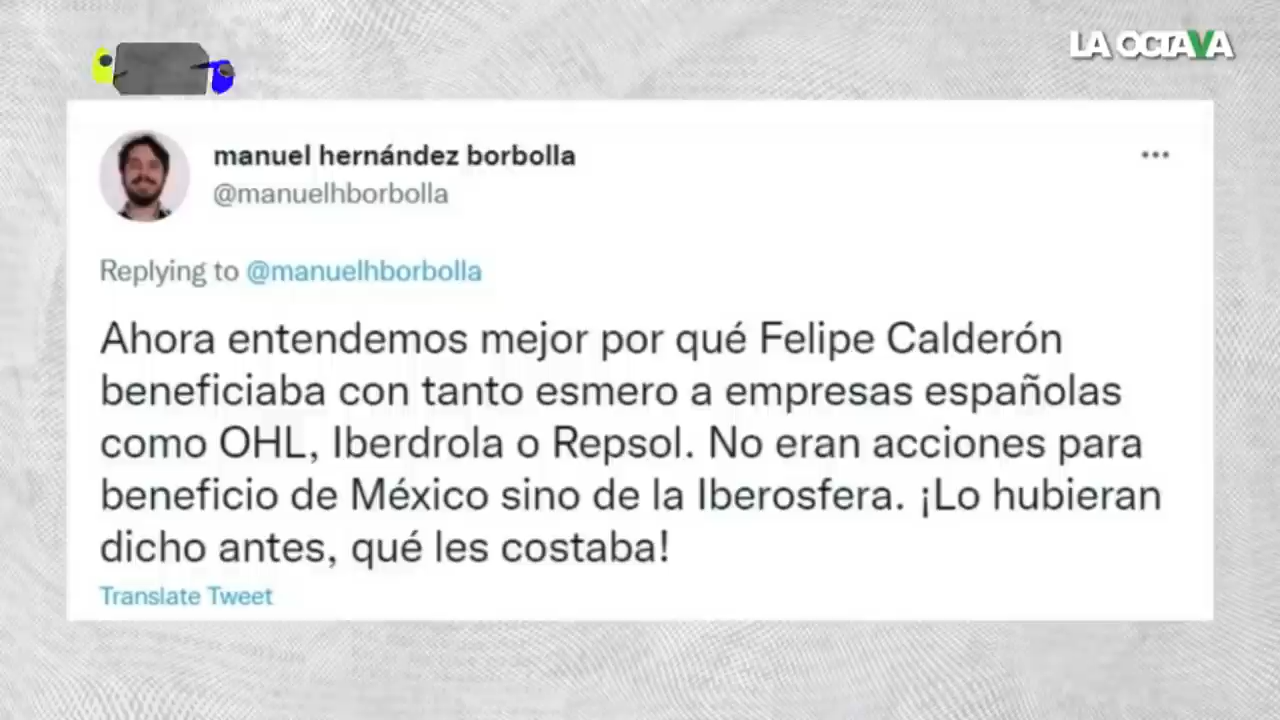 LA OCTAVA
manuel hernández borbolla
@manuelhborbolla
Replying to @manuelhborbolla
Ahora entendemos mejor por qué Felipe Calderón
beneficiaba con tanto esmero a empresas españolas
como OHL, Iberdrola o Repsol. No eran acciones para
beneficio de México sino de la Iberosfera. ¡Lo hubieran
dicho antes, qué les costaba!
Translate Tweet